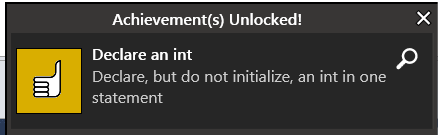 Achievement(s) Unlocked!
Declare an int
Declare, but do not initialize, an int in one
statement